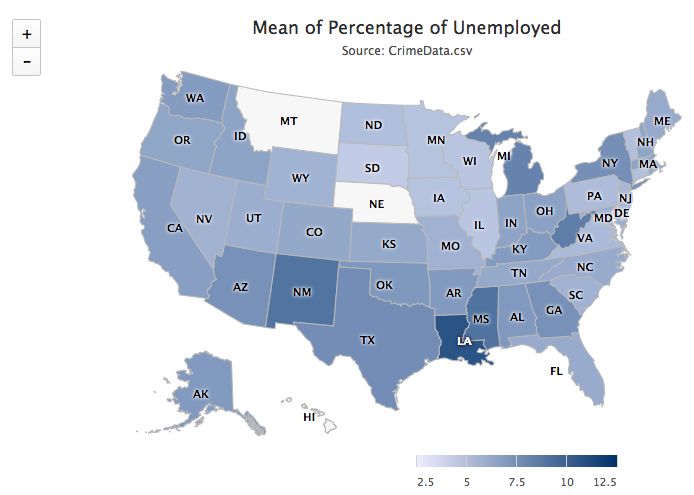 Mean of Percentage of Unemployed
Source: CrimeData.csv
+
-
WA
MT
ND
MN
ME
OR
ID
SD
WI
MI
NY
NH
MA
WY
NE
IA
PA
NJ
NV
UT
CO
IL
IN
OH
MD
DE
CA
KS
MO
KY
VA
AZ
NM
OK
AR
TN
NC
SC
TX
LA
MS
AL
GA
FL
AK
HI
2.5 5 7.5 10 12.5